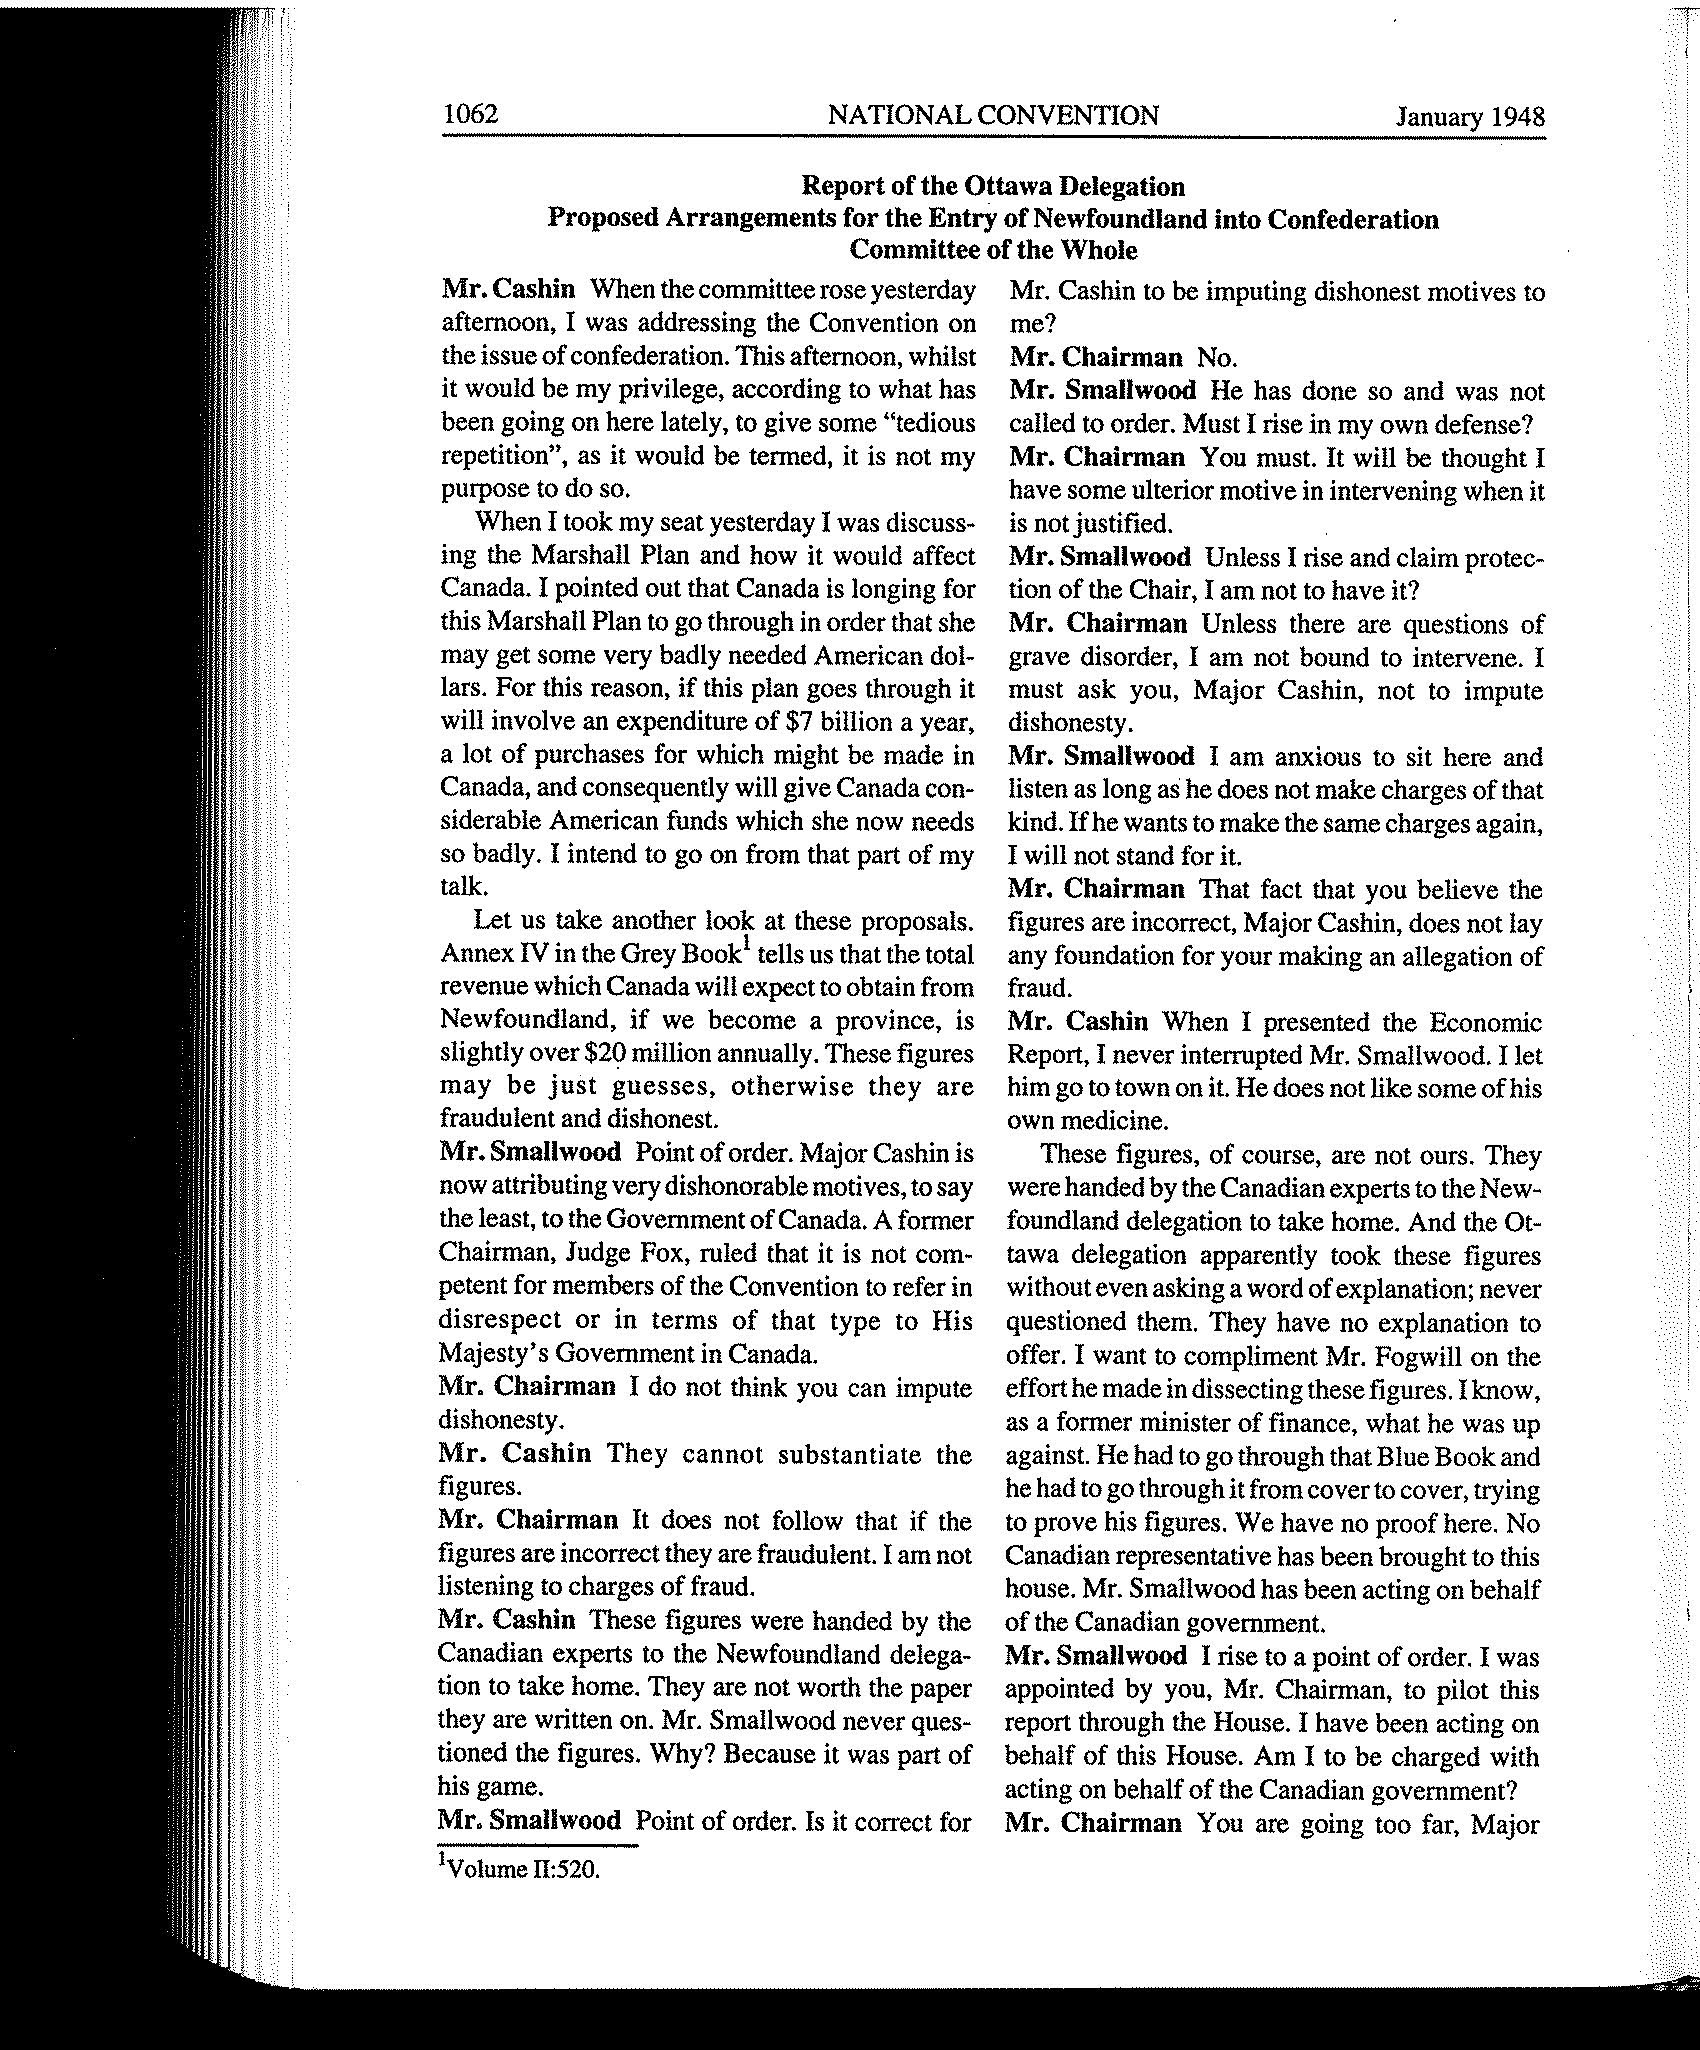 1062 NATIONAL CONVENTION January 1948
Report of the Ottawa Delegation
Proposed Arrangements for the Entry of Newfoundland into Confederation
Committee of the Whole
Mr. Cashin When the committee rose yesterday
afternoon, I was addressing the Convention on
the issue of confederation. This afternoon, whilst
it would be my privilege, according to what has
been going on here lately, to give some “tedious
repetition”, as it would be termed, it is not my
purpose to do so.
When I took my seat yesterday I was discuss-
ing the Marshall Plan and how it would affect
Canada. I pointed out that Canada is longing for
this Marshall Plan to go through in order that she
may get some very badly needed American dol-
lars. For this reason, if this plan goes through it
will involve an expenditure of $7 billion a year,
a lot of purchases for which might be made in
Canada, and consequently will give Canada con-
siderable American funds which she now needs
so badly. I intend to go on from that part of my
talk.
Let us take another look at these proposals.
Annex IV in the Grey Book¹ tells us that the total
revenue which Canada will expect to obtain from
Newfoundland, if we become a province, is
slightly over $20 million annually. These figures
may be just guesses, otherwise they are
fraudulent and dishonest.
Mr. Smallwood Point of order. Major Cashin is
now attributing very dishonorable motives, to say
the least, to the Government of Canada. A former
Chairman, Judge Fox, ruled that it is not com-
petent for members of the Convention to refer in
disrespect or in terms of that type to His
Majesty's Government in Canada.
Mr. Chairman I do not think you can impute
dishonesty.
Mr. Cashin They cannot substantiate the
figures.
Mr. Chairman It does not follow that if the
figures are incorrect they are fraudulent. I am not
listening to charges of fraud.
Mr. Cashin These figures were handed by the
Canadian experts to the Newfoundland delega-
tion to take home. They are not worth the paper
they are written on. Mr. Smallwood never ques-
tioned the figures. Why? Because it was part of
his game.
Mr. Smallwood Point of order. Is it correct for
¹Volume II:520.
Mr. Cashin to be imputing dishonest motives to
me?
Mr. Chairman No.
Mr. Smallwood He has done so and was not
called to order. Must I rise in my own defense?
Mr. Chairman You must. It will be thought I
have some ulterior motive in intervening when it
is not justified.
Mr. Smallwood Unless I rise and claim protec-
tion of the Chair, I am not to have it?
Mr. Chairman Unless there are questions of
grave disorder, I am not bound to intervene. I
must ask you, Major Cashin, not to impute
dishonesty.
Mr. Smallwood I am anxious to sit here and
listen as long as he does not make charges of that
kind. If he wants to make the same charges again,
I will not stand for it.
Mr. Chairman That fact that you believe the
figures are incorrect, Major Cashin, does not lay
any foundation for your making an allegation of
fraud.
Mr. Cashin When I presented the Economic
Report, I never interrupted Mr. Smallwood. I let
him go to town on it. He does not like some of his
own medicine.
These figures, of course, are not ours. They
were handed by the Canadian experts to the New-
foundland delegation to take home. And the Ot-
tawa delegation apparently took these figures
without even asking a word of explanation; never
questioned them. They have no explanation to
offer. I want to compliment Mr. Fogwill on the
effort he made in dissecting these figures. I know,
as a former minister of finance, what he was up
against. He had to go through that Blue Book and
he had to go through it from cover to cover, trying
to prove his figures. We have no proof here. No
Canadian representative has been brought to this
house. Mr. Smallwood has been acting on behalf
of the Canadian government.
Mr. Smallwood I rise to a point of order. I was
appointed by you, Mr. Chairman, to pilot this
report through the House. I have been acting on
behalf of this House. Am I to be charged with
acting on behalf of the Canadian government?
Mr. Chairman You are going too far, Major